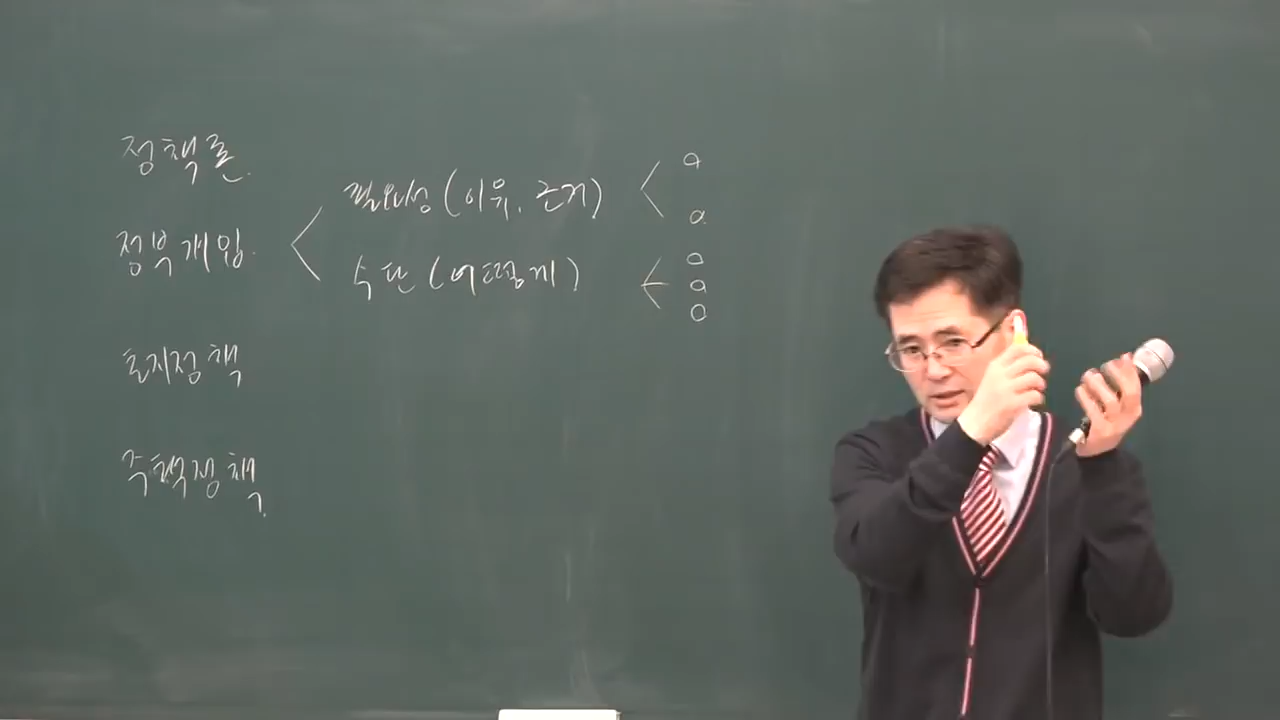 정책론.
정부개입.
필요성 (이유, 근거)
수단 (어떻게)
토지정책
주택정책.